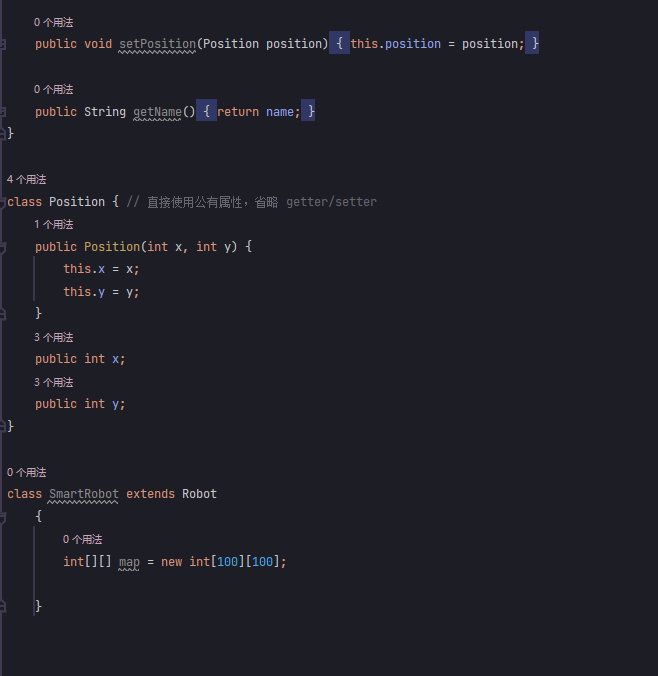 0 个用法
public void setPosition(Position position) { this.position = position; }
0 个用法
public String getName() { return name; }
}
4 个用法
class Position { // 直接使用公有属性，省略 getter/setter
1 个用法
public Position(int x, int y) {
this.x = x;
this.y = y;
}
3 个用法
public int x;
3 个用法
public int y;
}
0 个用法
class SmartRobot extends Robot
{
0 个用法
int[][] map = new int[100][100];
}